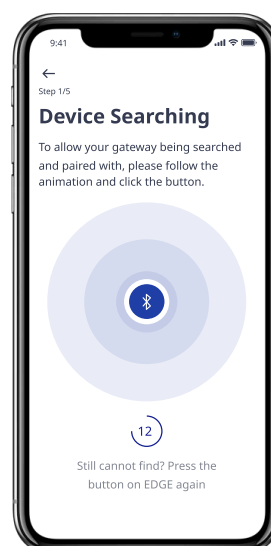 9:41
Step 1/5
Device Searching
To allow your gateway being searched
and paired with, please follow the
animation and click the button.
12
Still cannot find? Press the
button on EDGE again